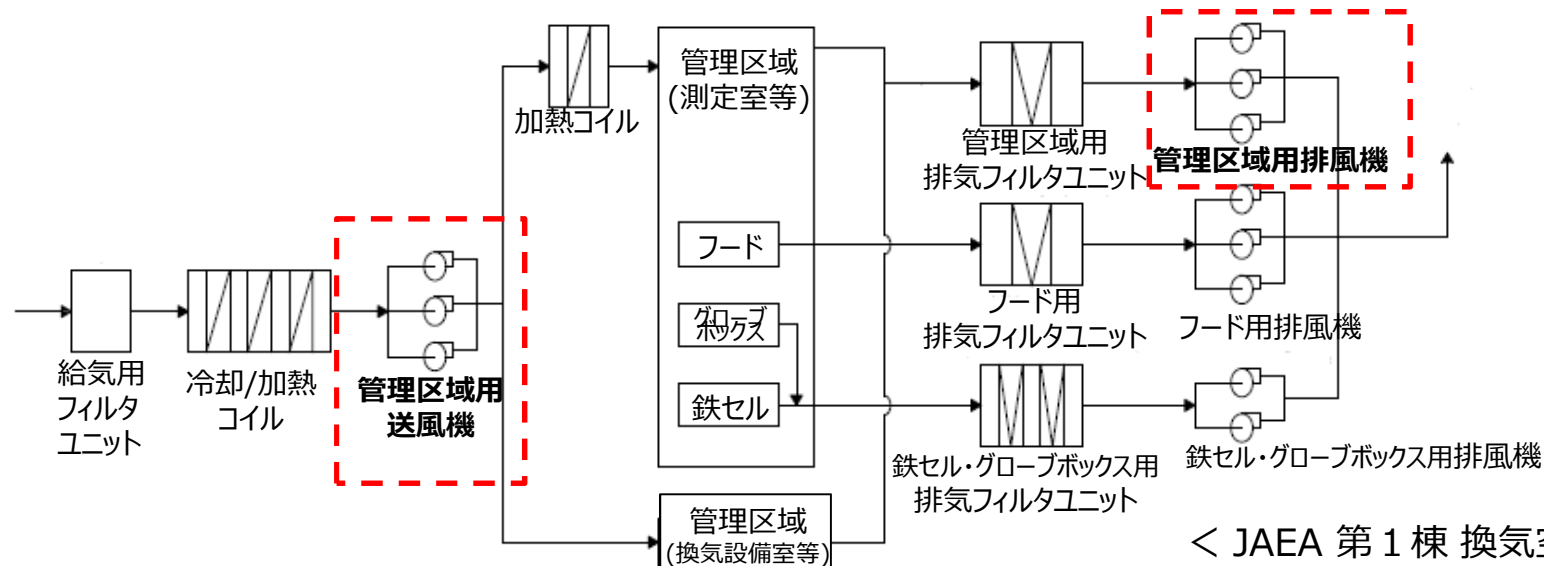 加熱コイル
管理区域
(測定室等)
管理区域用
排気フィルタユニット
管理区域用排風機
フード
フード用
排気フィルタユニット
フード用排風機
グローブ
ボックス
鉄セル
給気用
フィルタ
ユニット
冷却/加熱
コイル
管理区域用
送風機
鉄セル・グローブボックス用
排気フィルタユニット
鉄セル・グローブボックス用排風機
管理区域
(換気設備室等)
< JAEA 第1棟 換気空